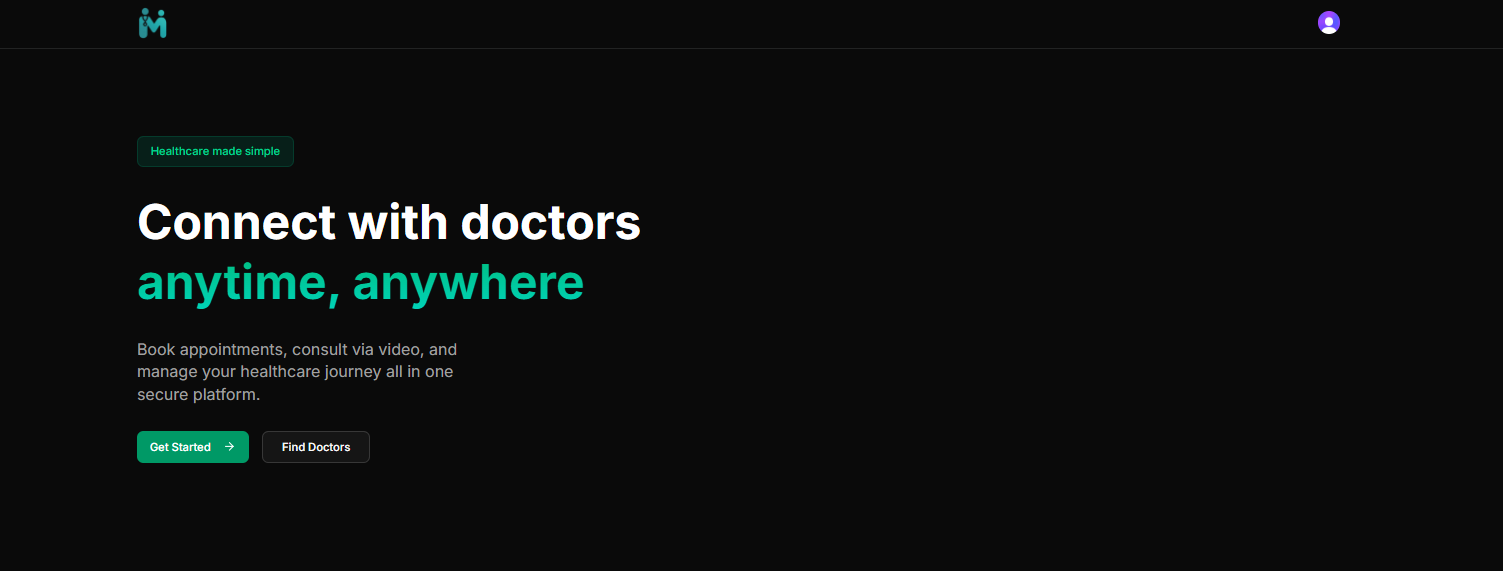 Healthcare made simple
Connect with doctors
anytime, anywhere
Book appointments, consult via video, and
manage your healthcare journey all in one
secure platform.
Get Started →
Find Doctors